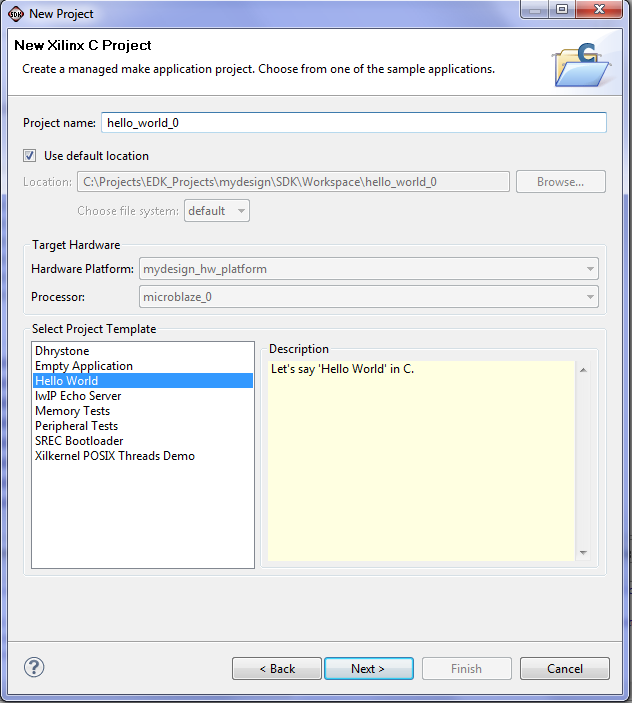 SDK New Project
New Xilinx C Project
Create a managed make application project. Choose from one of the sample applications.
C
Project name: hello_world_0
Use default location
Location: C:\Projects\EDK_Projects\mydesign\SDK\Workspace\hello_world_0 Browse...
Choose file system: default
Target Hardware
Hardware Platform: mydesign_hw_platform
Processor: microblaze_0
Select Project Template
Dhrystone
Empty Application
Hello World
lwIP Echo Server
Memory Tests
Peripheral Tests
SREC Bootloader
Xilkernel POSIX Threads Demo
Description
Let's say 'Hello World' in C.
? < Back Next > Finish Cancel